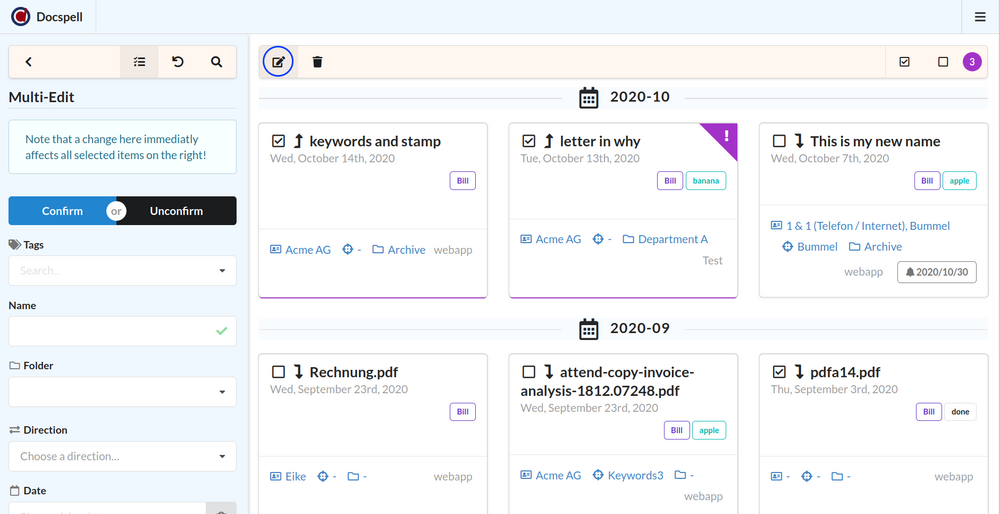 Docspell
Multi-Edit
Note that a change here immediatly
affects all selected items on the right!
Confirm or Unconfirm
Tags
Search...
Name
Folder
Direction
Choose a direction...
Date
3
2020-10
keywords and stamp
Wed, October 14th, 2020
Bill
Acme AG - Archive webapp
letter in why
!
Tue, October 13th, 2020
Bill banana
Acme AG - Department A
Test
This is my new name
Wed, October 7th, 2020
Bill apple
1 & 1 (Telefon / Internet), Bummel
Bummel Archive
webapp 2020/10/30
2020-09
Rechnung.pdf
Wed, September 23rd, 2020
Bill
Eike - - webapp
attend-copy-invoice-
analysis-1812.07248.pdf
Wed, September 23rd, 2020
Bill apple
Acme AG Keywords3 -
webapp
pdfa14.pdf
Thu, September 3rd, 2020
Bill done
- - - webapp